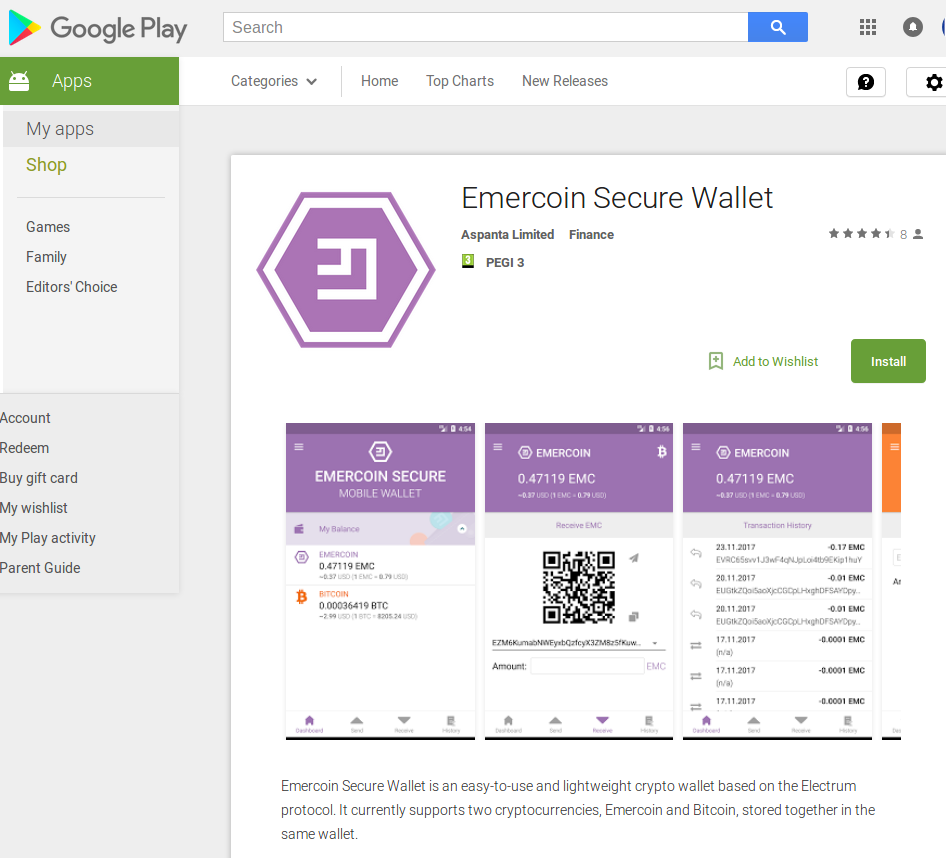 Google Play
Search
Apps
Categories
Home
Top Charts
New Releases
My apps
Shop
Games
Family
Editors' Choice
Account
Redeem
Buy gift card
My wishlist
My Play activity
Parent Guide
Emercoin Secure Wallet
Aspanta Limited Finance
8
3 PEGI 3
Add to Wishlist
Install
4:54
EMERCOIN SECURE
MOBILE WALLET
My Balance
EMERCOIN
0.47119 EMC
~0.37 USD (1 EMC = 0.79 USD)
BITCOIN
0.00036419 BTC
~2.99 USD (1 BTC = 8205.24 USD)
Dashboard Send Receive History
4:56
EMERCOIN
0.47119 EMC
~0.37 USD (1 EMC = 0.79 USD)
Receive EMC
Amount: EMC
Dashboard Send Receive History
4:56
EMERCOIN
0.47119 EMC
~0.37 USD (1 EMC = 0.79 USD)
Transaction History
23.11.2017 -0.17 EMC
20.11.2017 -0.01 EMC
20.11.2017 -0.01 EMC
17.11.2017 -0.0001 EMC
(n/a)
17.11.2017 -0.0001 EMC
(n/a)
17.11.2017 -0.0001 EMC
Dashboard Send Receive History
Emercoin Secure Wallet is an easy-to-use and lightweight crypto wallet based on the Electrum
protocol. It currently supports two cryptocurrencies, Emercoin and Bitcoin, stored together in the
same wallet.